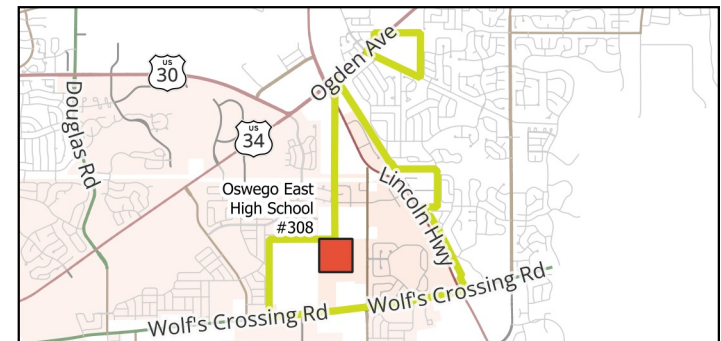 Ogden Ave
US
30
Douglas Rd
US
34
Oswego East
High School
#308
Lincoln Hwy
Wolf's Crossing Rd
Wolf's Crossing Rd